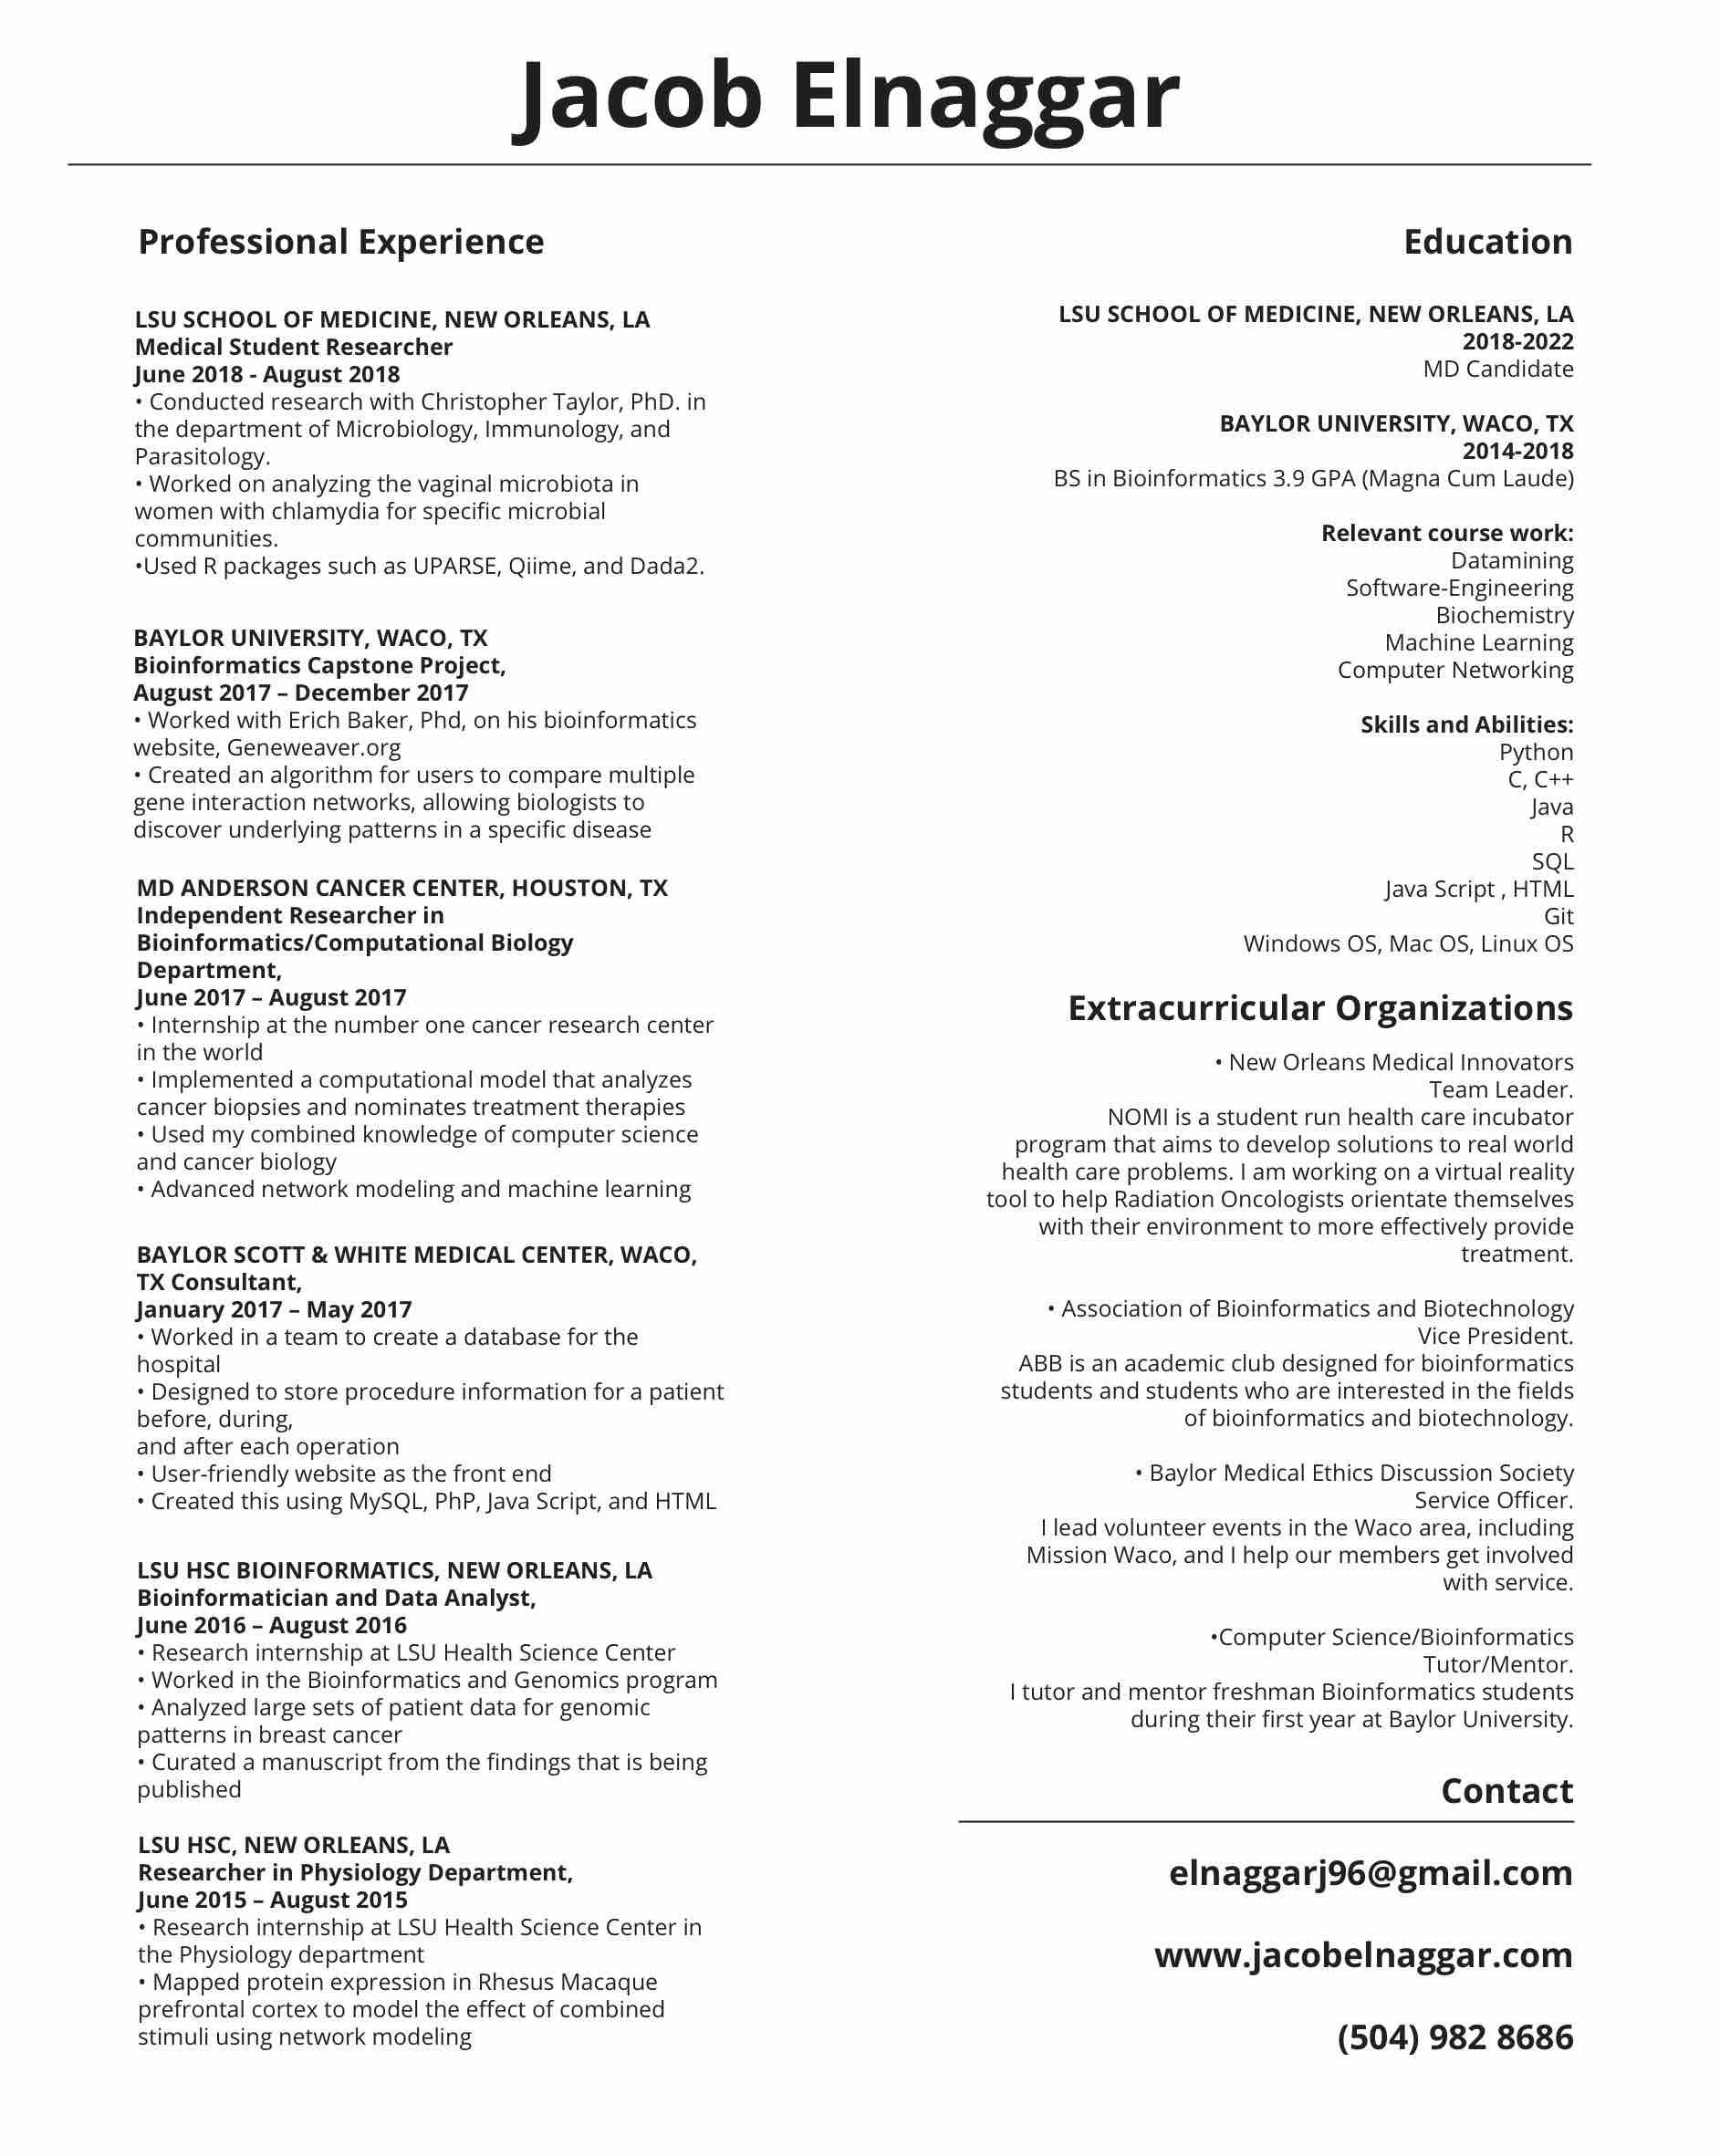 Jacob Elnaggar
Professional Experience
LSU SCHOOL OF MEDICINE, NEW ORLEANS, LA
Medical Student Researcher
June 2018 - August 2018
• Conducted research with Christopher Taylor, PhD. in
the department of Microbiology, Immunology, and
Parasitology.
• Worked on analyzing the vaginal microbiota in
women with chlamydia for specific microbial
communities.
•Used R packages such as UPARSE, Qiime, and Dada2.
BAYLOR UNIVERSITY, WACO, TX
Bioinformatics Capstone Project,
August 2017 – December 2017
• Worked with Erich Baker, Phd, on his bioinformatics
website, Geneweaver.org
• Created an algorithm for users to compare multiple
gene interaction networks, allowing biologists to
discover underlying patterns in a specific disease
MD ANDERSON CANCER CENTER, HOUSTON, TX
Independent Researcher in
Bioinformatics/Computational Biology
Department,
June 2017 – August 2017
• Internship at the number one cancer research center
in the world
• Implemented a computational model that analyzes
cancer biopsies and nominates treatment therapies
• Used my combined knowledge of computer science
and cancer biology
• Advanced network modeling and machine learning
BAYLOR SCOTT & WHITE MEDICAL CENTER, WACO,
TX Consultant,
January 2017 – May 2017
• Worked in a team to create a database for the
hospital
• Designed to store procedure information for a patient
before, during,
and after each operation
• User-friendly website as the front end
• Created this using MySQL, PhP, Java Script, and HTML
LSU HSC BIOINFORMATICS, NEW ORLEANS, LA
Bioinformatician and Data Analyst,
June 2016 – August 2016
• Research internship at LSU Health Science Center
• Worked in the Bioinformatics and Genomics program
• Analyzed large sets of patient data for genomic
patterns in breast cancer
• Curated a manuscript from the findings that is being
published
LSU HSC, NEW ORLEANS, LA
Researcher in Physiology Department,
June 2015 – August 2015
• Research internship at LSU Health Science Center in
the Physiology department
• Mapped protein expression in Rhesus Macaque
prefrontal cortex to model the effect of combined
stimuli using network modeling
Education
LSU SCHOOL OF MEDICINE, NEW ORLEANS, LA
2018-2022
MD Candidate
BAYLOR UNIVERSITY, WACO, TX
2014-2018
BS in Bioinformatics 3.9 GPA (Magna Cum Laude)
Relevant course work:
Datamining
Software-Engineering
Biochemistry
Machine Learning
Computer Networking
Skills and Abilities:
Python
C, C++
Java
R
SQL
Java Script , HTML
Git
Windows OS, Mac OS, Linux OS
Extracurricular Organizations
• New Orleans Medical Innovators
Team Leader.
NOMI is a student run health care incubator
program that aims to develop solutions to real world
health care problems. I am working on a virtual reality
tool to help Radiation Oncologists orientate themselves
with their environment to more effectively provide
treatment.
• Association of Bioinformatics and Biotechnology
Vice President.
ABB is an academic club designed for bioinformatics
students and students who are interested in the fields
of bioinformatics and biotechnology.
• Baylor Medical Ethics Discussion Society
Service Officer.
I lead volunteer events in the Waco area, including
Mission Waco, and I help our members get involved
with service.
•Computer Science/Bioinformatics
Tutor/Mentor.
I tutor and mentor freshman Bioinformatics students
during their first year at Baylor University.
Contact
elnaggarj96@gmail.com
www.jacobelnaggar.com
(504) 982 8686